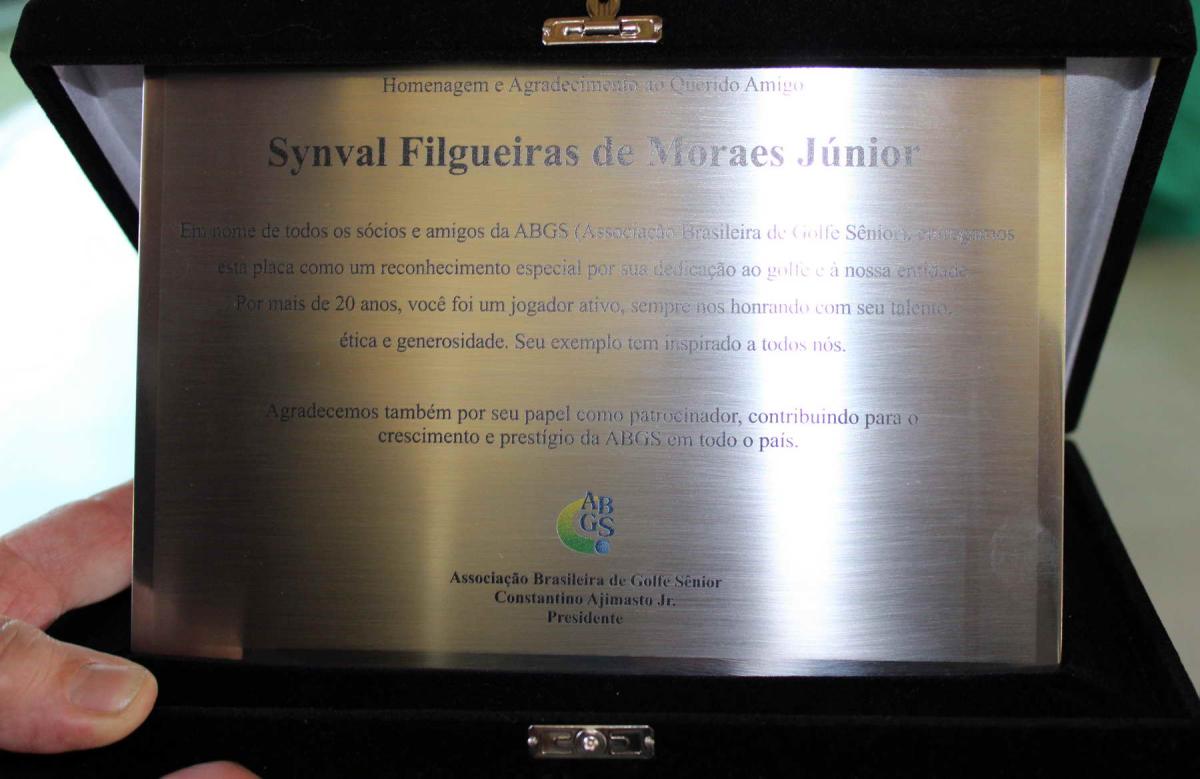 Homenagem e Agradecimento ao Querido Amigo
Synval Filgueiras de Moraes Júnior
Em nome de todos os sócios e amigos da ABGS (Associação Brasileira de Golfe Sênior), entregamos
esta placa como um reconhecimento especial por sua dedicação ao golfe e à nossa entidade
Por mais de 20 anos, você foi um jogador ativo, sempre nos honrando com seu talento,
ética e generosidade. Seu exemplo tem inspirado a todos nós.
Agradecemos também por seu papel como patrocinador, contribuindo para o
crescimento e prestígio da ABGS em todo o país.
AB
GS
Associação Brasileira de Golfe Sênior
Constantino Ajimasto Jr.
Presidente